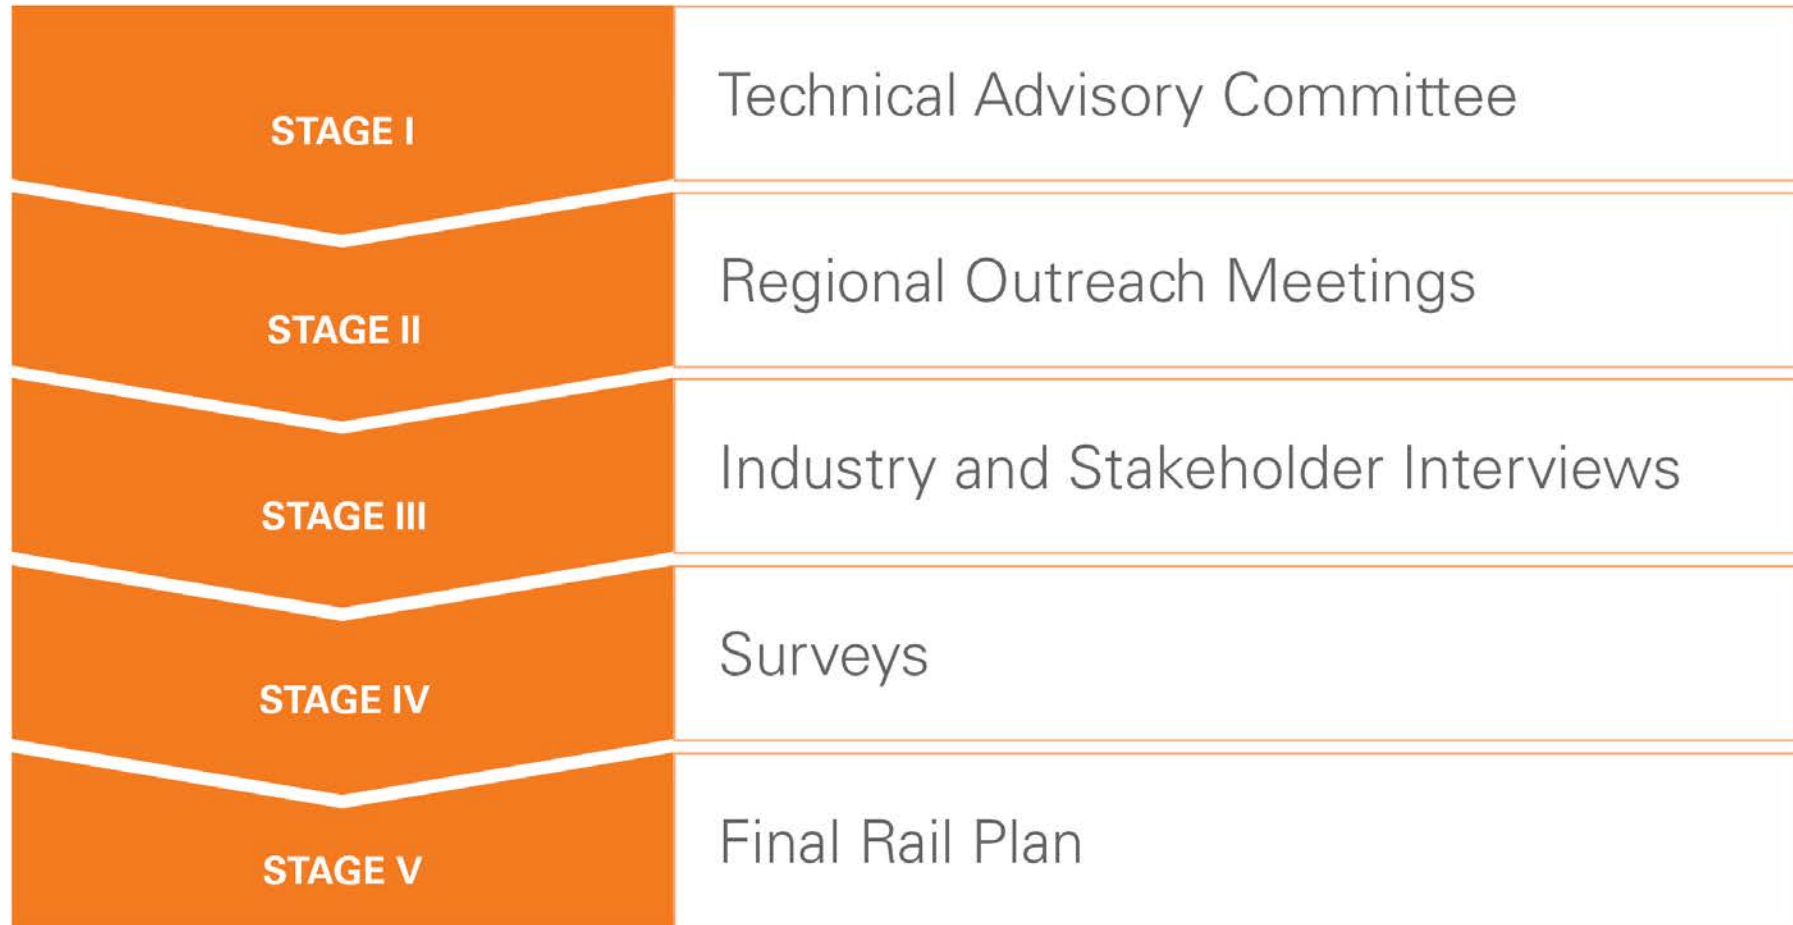 STAGE I
Technical Advisory Committee
STAGE II
Regional Outreach Meetings
STAGE III
Industry and Stakeholder Interviews
STAGE IV
Surveys
STAGE V
Final Rail Plan